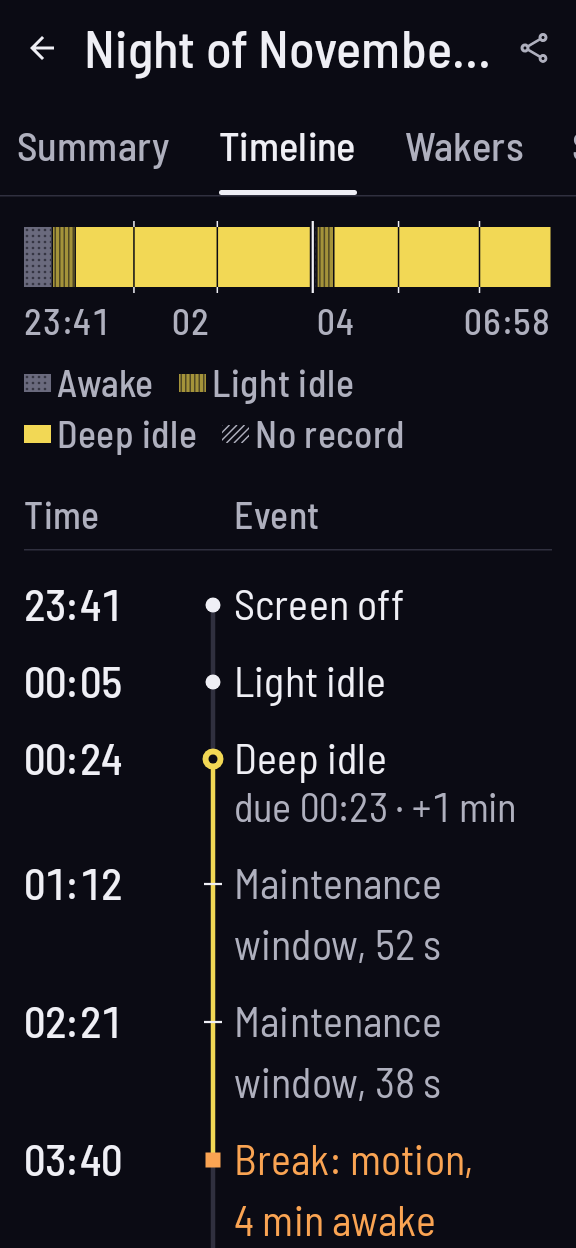 Night of Novembe...
Summary Timeline Wakers
23:41 02 04 06:58
Awake Light idle
Deep idle No record
Time Event
23:41 Screen off
00:05 Light idle
00:24 Deep idle
due 00:23 · +1 min
01:12 Maintenance
window, 52 s
02:21 Maintenance
window, 38 s
03:40 Break: motion,
4 min awake